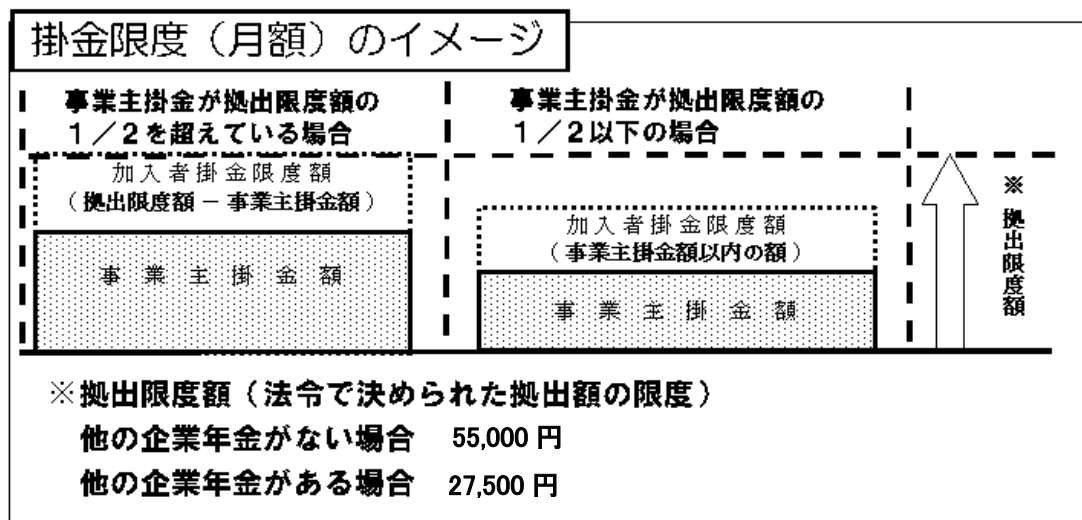 掛金限度（月額）のイメージ
事業主掛金が拠出限度額の
１／２を超えている場合
加入者掛金限度額
（拠出限度額－事業主掛金額）
事業主掛金額
事業主掛金が拠出限度額の
１／２以下の場合
加入者掛金限度額
（事業主掛金額以内の額）
事業主掛金額
※拠出限度額
※拠出限度額（法令で決められた拠出額の限度）
他の企業年金がない場合 55,000 円
他の企業年金がある場合 27,500 円